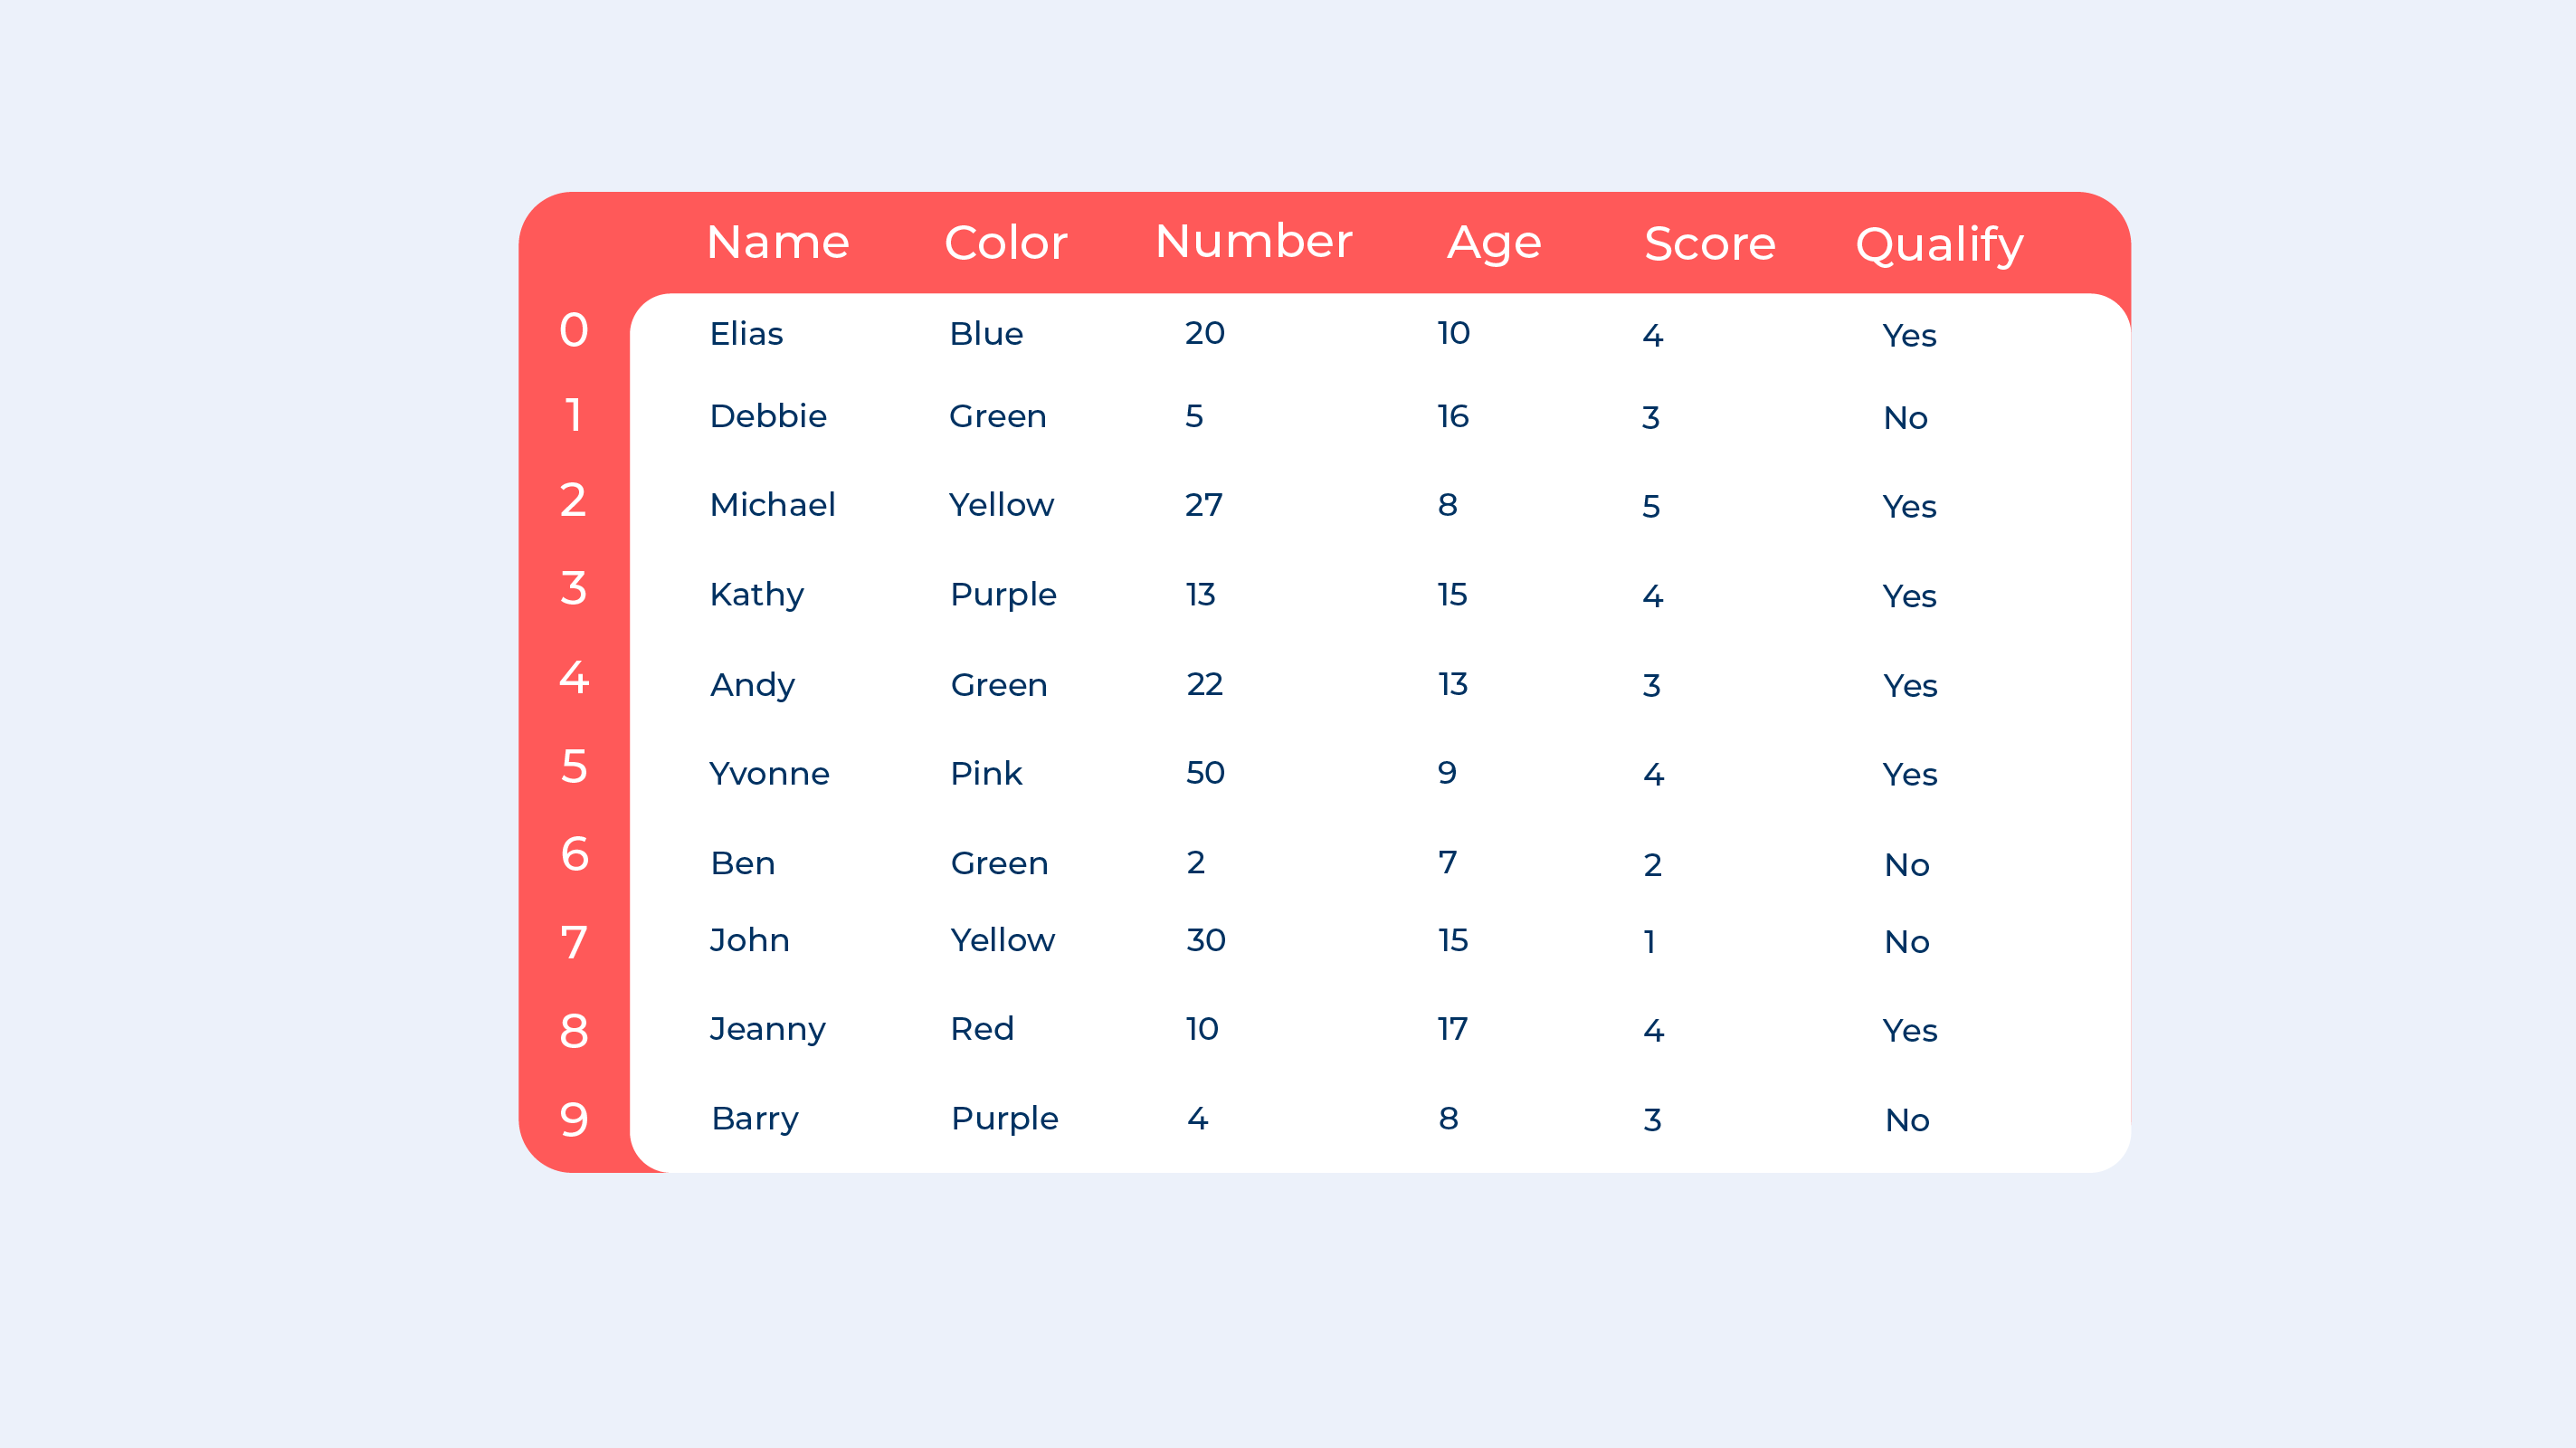 Name Color Number Age Score Qualify
0 Elias Blue 20 10 4 Yes
1 Debbie Green 5 16 3 No
2 Michael Yellow 27 8 5 Yes
3 Kathy Purple 13 15 4 Yes
4 Andy Green 22 13 3 Yes
5 Yvonne Pink 50 9 4 Yes
6 Ben Green 2 7 2 No
7 John Yellow 30 15 1 No
8 Jeanny Red 10 17 4 Yes
9 Barry Purple 4 8 3 No